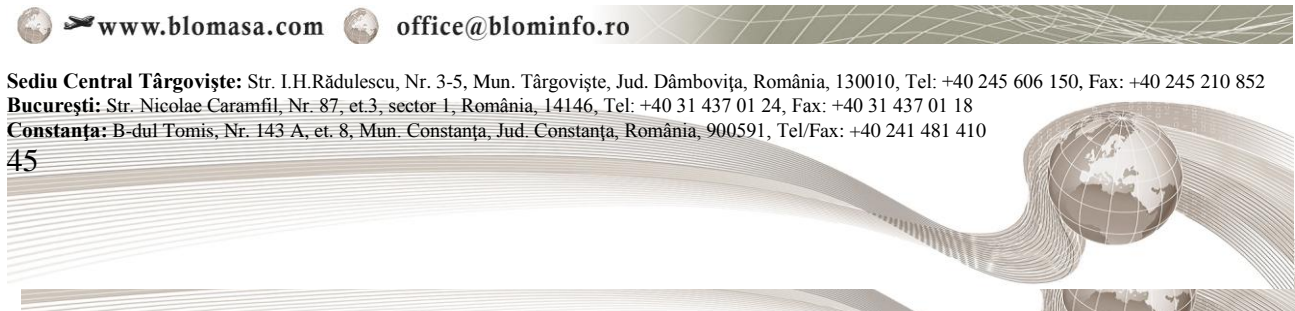 www.blomasa.com office@blominfo.ro
Sediu Central Târgovişte: Str. I.H.Rădulescu, Nr. 3-5, Mun. Târgovişte, Jud. Dâmboviţa, România, 130010, Tel: +40 245 606 150, Fax: +40 245 210 852
Bucureşti: Str. Nicolae Caramfil, Nr. 87, et.3, sector 1, România, 14146, Tel: +40 31 437 01 24, Fax: +40 31 437 01 18
Constanţa: B-dul Tomis, Nr. 143 A, et. 8, Mun. Constanţa, Jud. Constanţa, România, 900591, Tel/Fax: +40 241 481 410
45